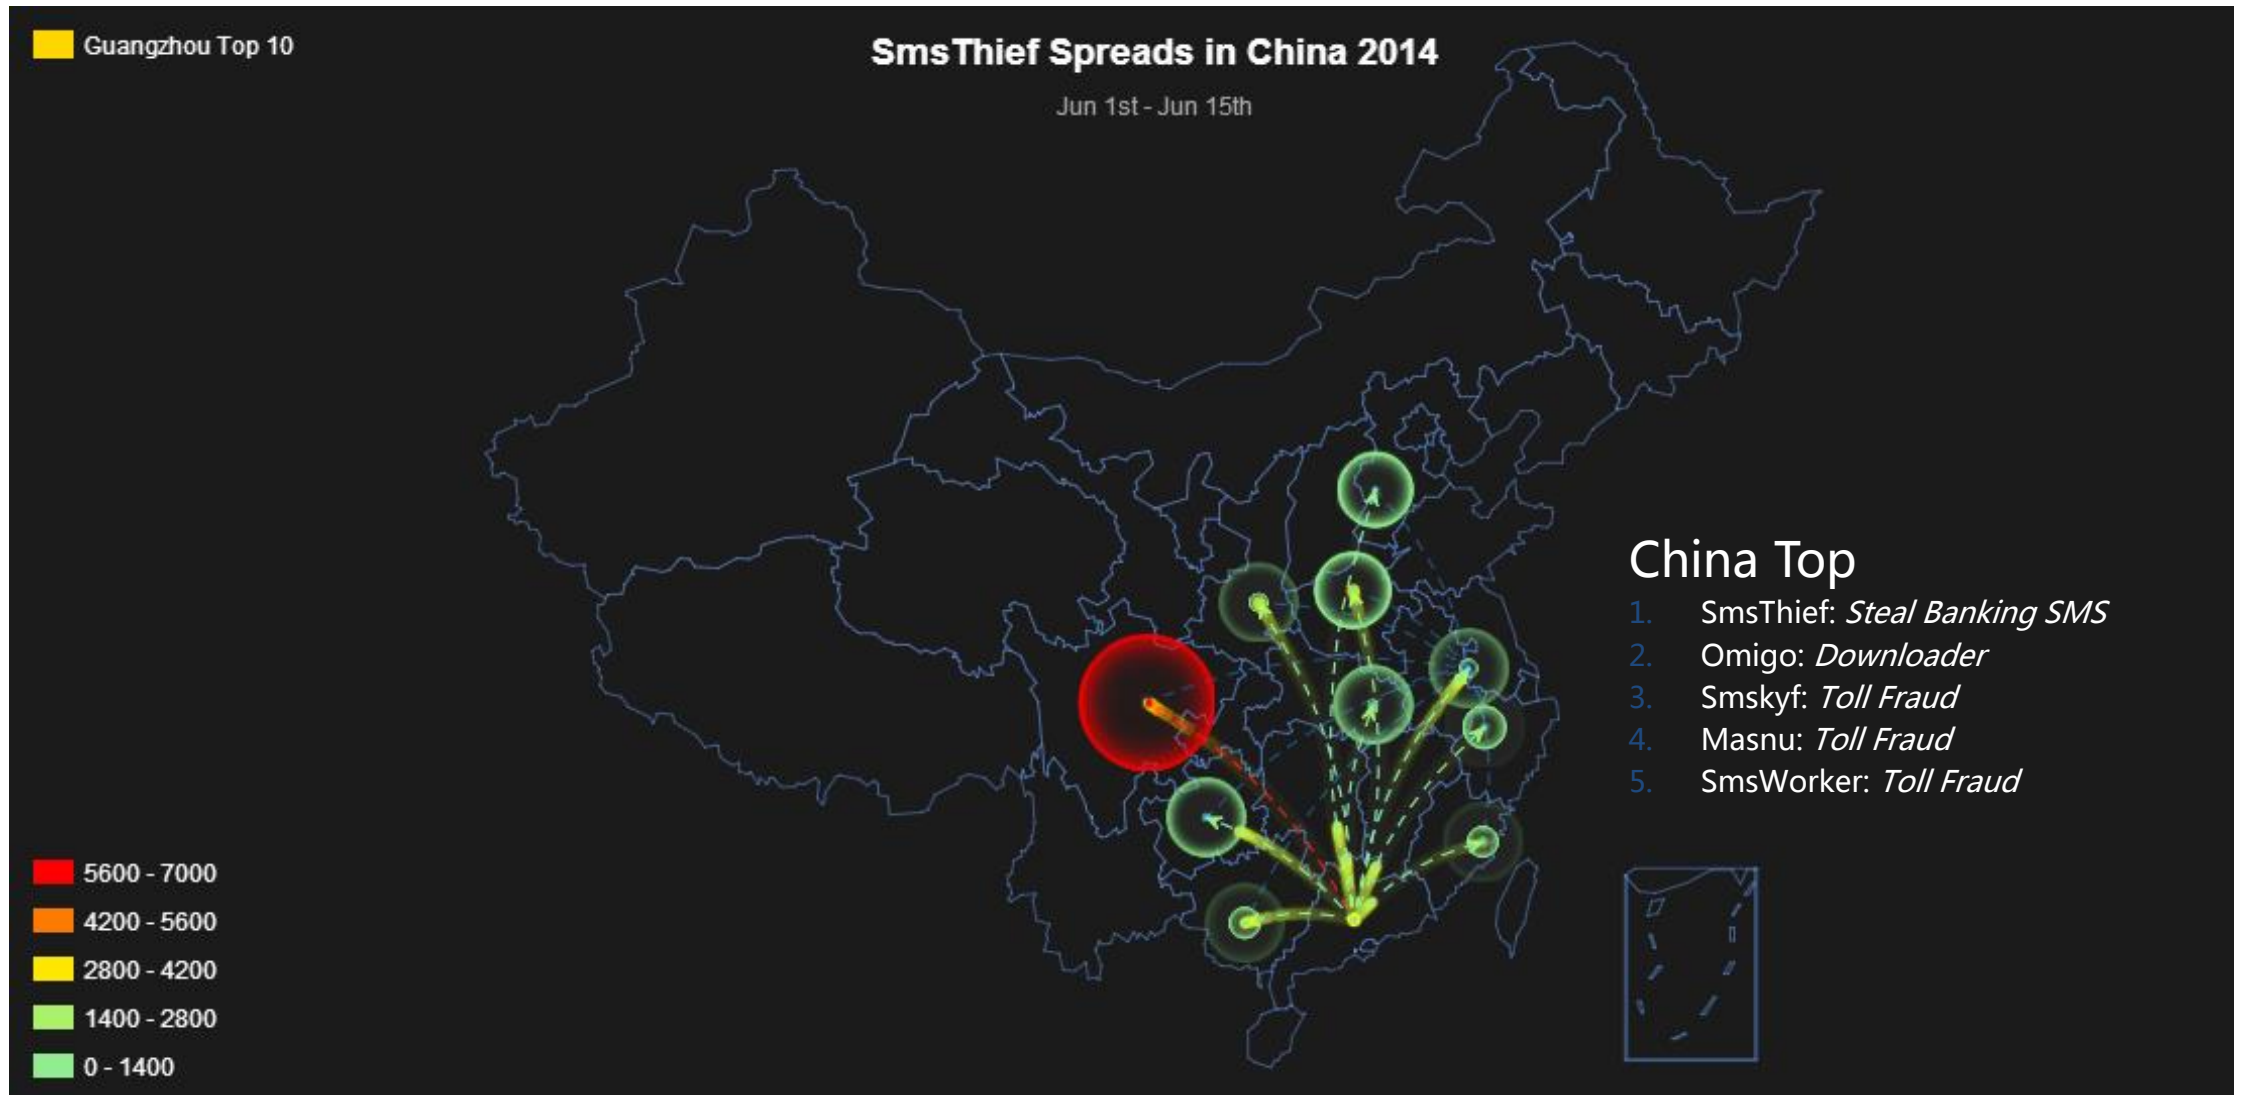 Guangzhou Top 10
SmsThief Spreads in China 2014
Jun 1st - Jun 15th
China Top
1. SmsThief: Steal Banking SMS
2. Omigo: Downloader
3. Smskyf: Toll Fraud
4. Masnu: Toll Fraud
5. SmsWorker: Toll Fraud
5600 - 7000
4200 - 5600
2800 - 4200
1400 - 2800
0 - 1400